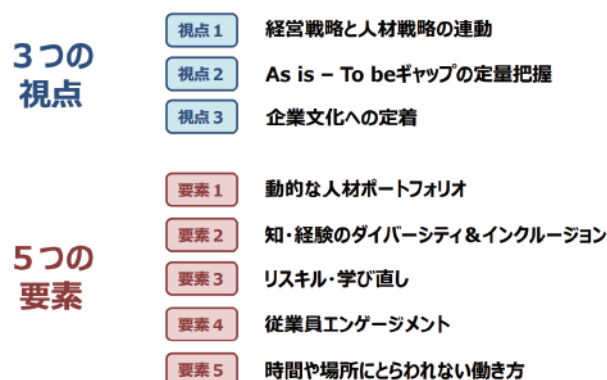 3つの
視点
視点1 経営戦略と人材戦略の連動
視点2 As is – To beギャップの定量把握
視点3 企業文化への定着
5つの
要素
要素1 動的な人材ポートフォリオ
要素2 知・経験のダイバーシティ&インクルージョン
要素3 リスキル・学び直し
要素4 従業員エンゲージメント
要素5 時間や場所にとらわれない働き方